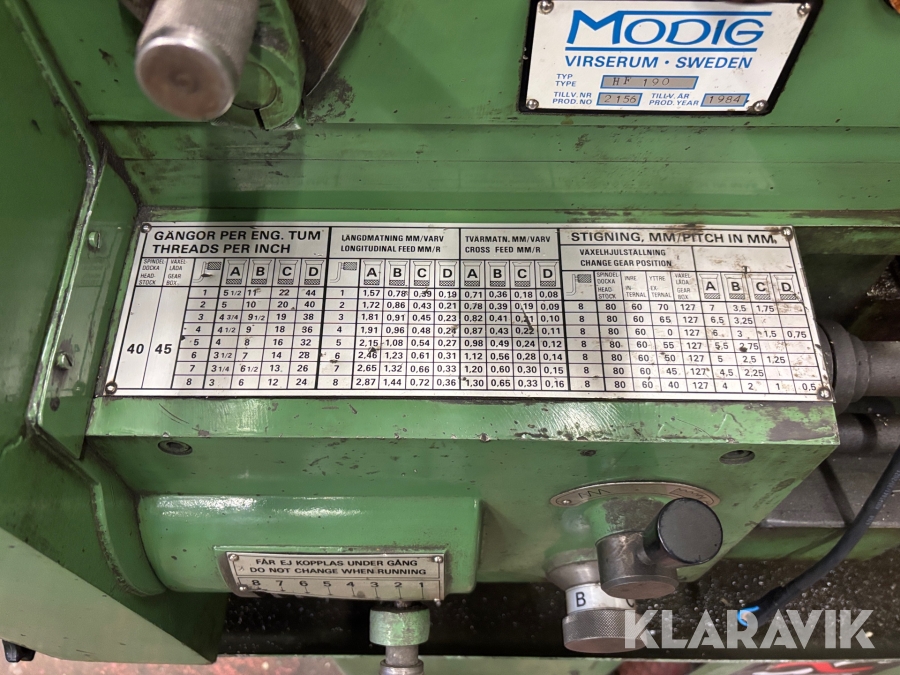 MODIG
VIRSERUM · SWEDEN
TYP
TYPE
HF 190
TILLV.NR
PROD.NO
2156
TILLV.ÅR
PROD.YEAR
1984
GÄNGOR PER ENG. TUM
THREADS PER INCH
SPINDEL DOCKA HEAD STOCK
VÄXEL LÅDA GEAR BOX
A B C D
40 45
1 5 1/2 11 22 44
2 5 10 20 40
3 4 3/4 9 1/2 19 38
4 4 1/2 9 18 36
5 4 8 16 32
6 3 1/2 7 14 28
7 3 1/4 6 1/2 13 26
8 3 6 12 24
LÄNGDMATNING MM/VARV
LONGITUDINAL FEED MM/R
A B C D
1 1,57 0,78 0,39 0,19
2 1,72 0,86 0,43 0,21
3 1,81 0,91 0,45 0,23
4 1,91 0,96 0,48 0,24
5 2,15 1,08 0,54 0,27
6 2,46 1,23 0,61 0,31
7 2,65 1,32 0,66 0,33
8 2,87 1,44 0,72 0,36
TVÄRMATN. MM/VARV
CROSS FEED MM/R
A B C D
0,71 0,36 0,18 0,08
0,78 0,39 0,19 0,09
0,82 0,41 0,21 0,10
0,87 0,43 0,22 0,11
0,98 0,49 0,24 0,12
1,12 0,56 0,28 0,14
1,20 0,60 0,30 0,15
1,30 0,65 0,33 0,16
STIGNING, MM/PITCH IN MM.
VÄXELHJULSTÄLLNING
CHANGE GEAR POSITION
SPINDEL DOCKA HEAD STOCK
INRE INTERNAL
YTTRE EXTERNAL
VÄXEL LÅDA GEAR BOX
A B C D
8 80 60 70 127 7 3,5 1,75
8 80 60 65 127 6,5 3,25
8 80 60 127 6 3 1,5 0,75
8 80 60 55 127 5,5 2,75
8 80 60 50 127 5 2,5 1,25
8 80 60 45 127 4,5 2,25
8 80 60 40 127 4 2 1 0,5
FÅR EJ KOPPLAS UNDER GÅNG
DO NOT CHANGE WHEN RUNNING
8 7 6 5 4 3 2 1
B
KLARAVIK